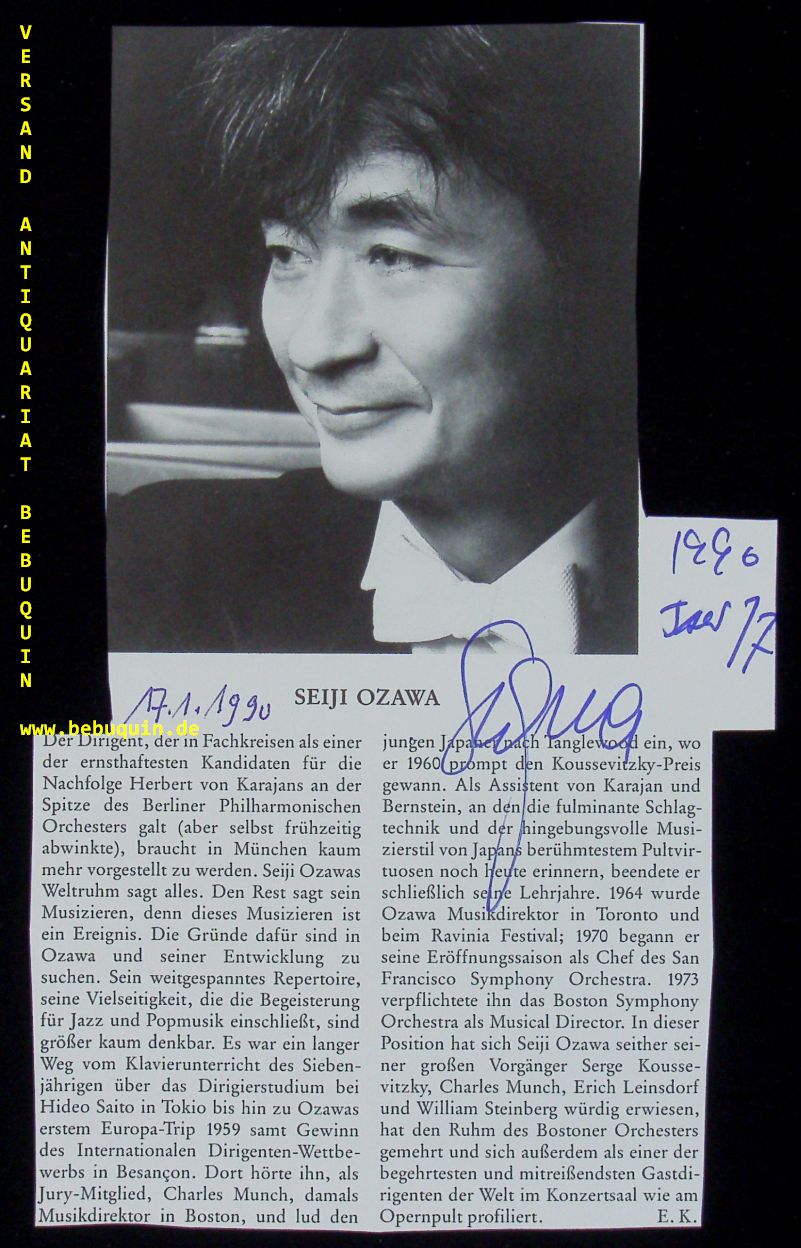 VERSAND ANTIQUARIAT BEBUQUIN
www.bebuquin.de
1990
Jan 17
17.1.1990
SEIJI OZAWA
Der Dirigent, der in Fachkreisen als einer
der ernsthaftesten Kandidaten für die
Nachfolge Herbert von Karajans an der
Spitze des Berliner Philharmonischen
Orchesters galt (aber selbst frühzeitig
abwinkte), braucht in München kaum
mehr vorgestellt zu werden. Seiji Ozawas
Weltruhm sagt alles. Den Rest sagt sein
Musizieren, denn dieses Musizieren ist
ein Ereignis. Die Gründe dafür sind in
Ozawa und seiner Entwicklung zu
suchen. Sein weitgespanntes Repertoire,
seine Vielseitigkeit, die die Begeisterung
für Jazz und Popmusik einschließt, sind
größer kaum denkbar. Es war ein langer
Weg vom Klavierunterricht des Sieben-
jährigen über das Dirigierstudium bei
Hideo Saito in Tokio bis hin zu Ozawas
erstem Europa-Trip 1959 samt Gewinn
des Internationalen Dirigenten-Wettbe-
werbs in Besançon. Dort hörte ihn, als
Jury-Mitglied, Charles Munch, damals
Musikdirektor in Boston, und lud den
jungen Japaner nach Tanglewood ein, wo
er 1960 prompt den Koussevitzky-Preis
gewann. Als Assistent von Karajan und
Bernstein, an den die fulminante Schlag-
technik und der hingebungsvolle Musi-
zierstil von Japans berühmtestem Pultvir-
tuosen noch heute erinnern, beendete er
schließlich seine Lehrjahre. 1964 wurde
Ozawa Musikdirektor in Toronto und
beim Ravinia Festival; 1970 begann er
seine Eröffnungssaison als Chef des San
Francisco Symphony Orchestra. 1973
verpflichtete ihn das Boston Symphony
Orchestra als Musical Director. In dieser
Position hat sich Seiji Ozawa seither sei-
ner großen Vorgänger Serge Kousse-
vitzky, Charles Munch, Erich Leinsdorf
und William Steinberg würdig erwiesen,
hat den Ruhm des Bostoner Orchesters
gemehrt und sich außerdem als einer der
begehrtesten und mitreißendsten Gastdi-
rigenten der Welt im Konzertsaal wie am
Opernpult profiliert. E. K.